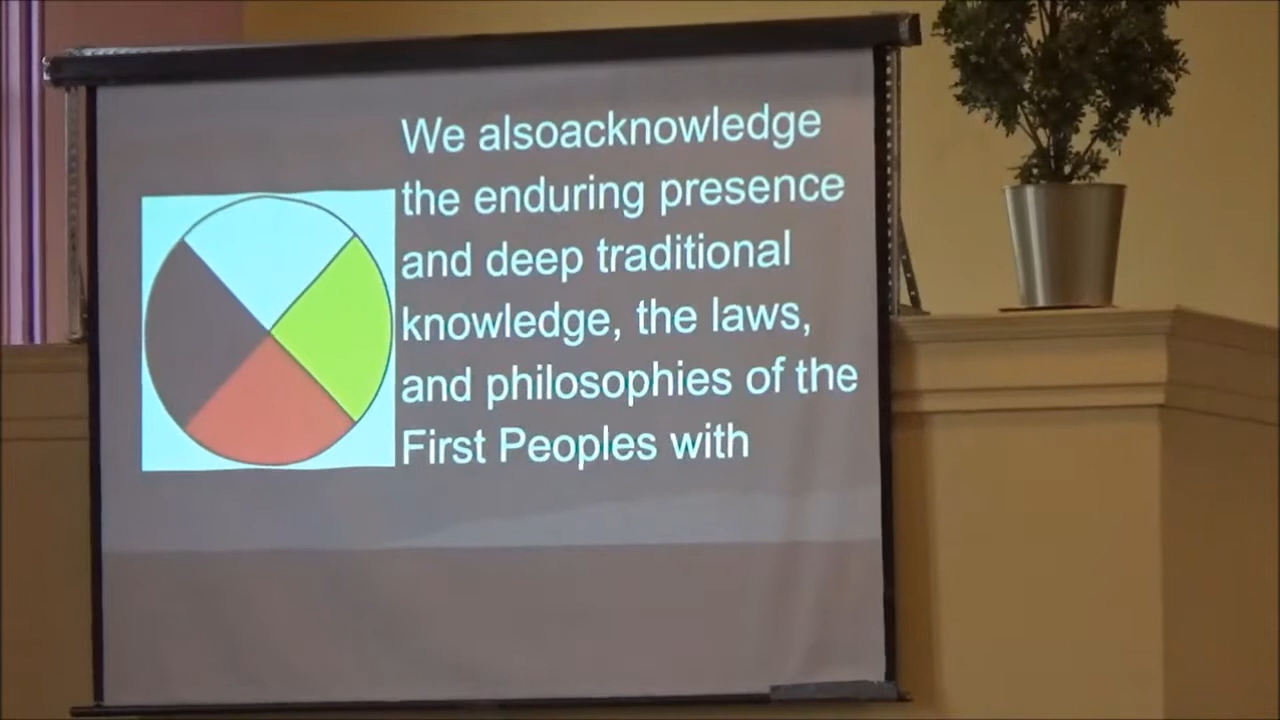 We alsoacknowledge
the enduring presence
and deep traditional
knowledge, the laws,
and philosophies of the
First Peoples with